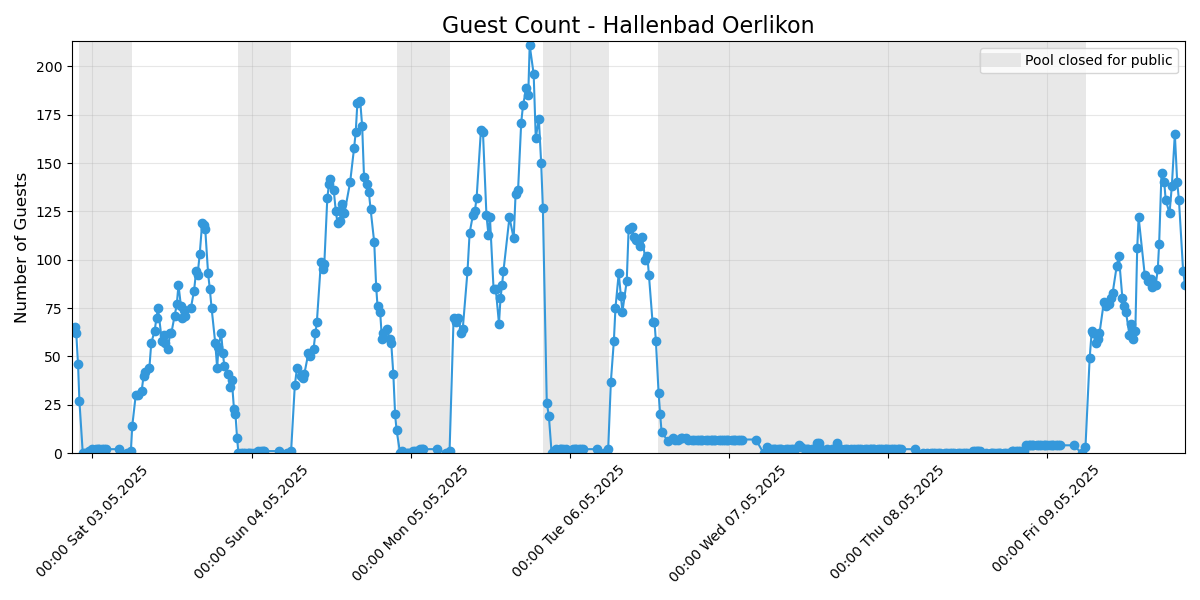 Guest Count - Hallenbad Oerlikon
Pool closed for public
Number of Guests
200
175
150
125
100
75
50
25
0
00:00 Sat 03.05.2025
00:00 Sun 04.05.2025
00:00 Mon 05.05.2025
00:00 Tue 06.05.2025
00:00 Wed 07.05.2025
00:00 Thu 08.05.2025
00:00 Fri 09.05.2025